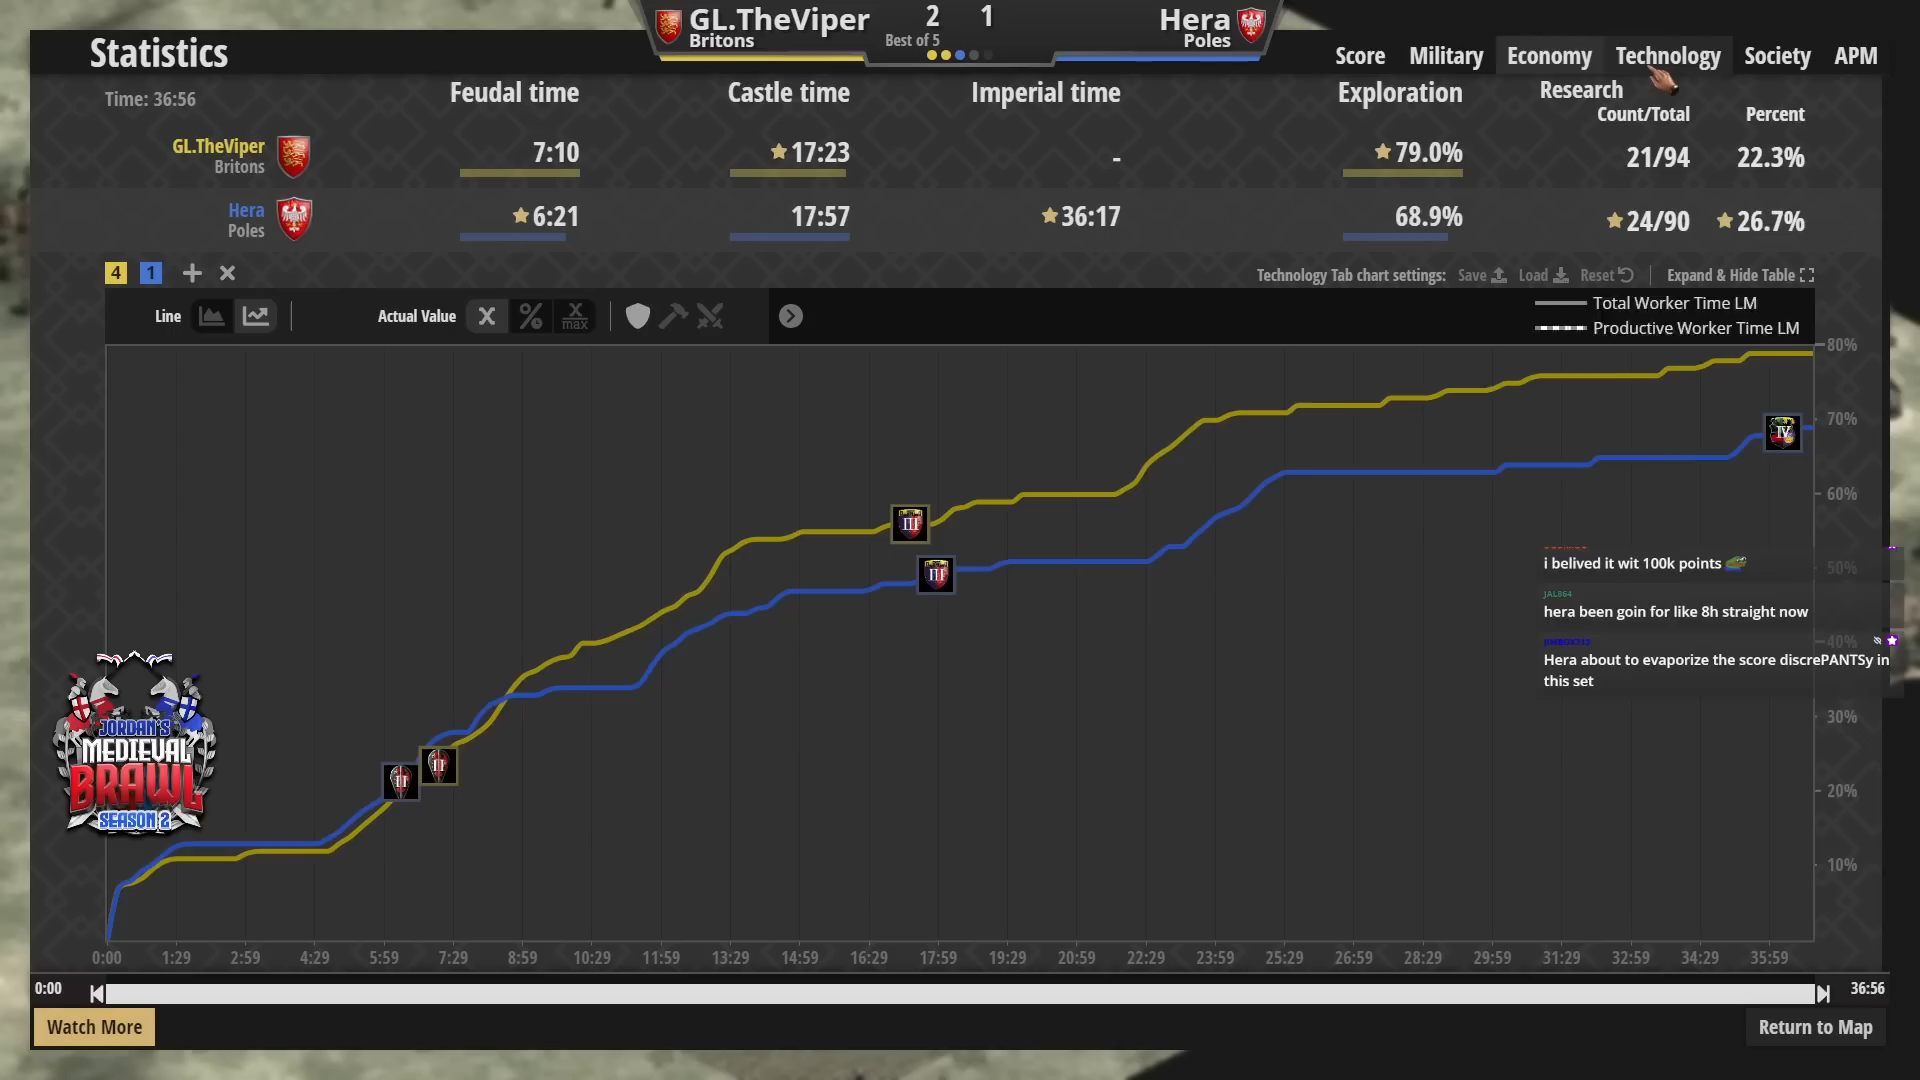 GL.TheViper 2 1 Hera
Britons Best of 5 Poles
Statistics
Score Military Economy Technology Society APM
Time: 36:56
Feudal time Castle time Imperial time Exploration Research
Count/Total Percent
GL.TheViper
Britons
7:10 17:23 - 79.0% 21/94 22.3%
Hera
Poles
6:21 17:57 36:17 68.9% 24/90 26.7%
4 1
Technology Tab chart settings: Save Load Reset Expand & Hide Table
Line Actual Value X % X max
Total Worker Time LM
Productive Worker Time LM
80%
70%
60%
50%
40%
30%
20%
10%
II II III III IV
i belived it wit 100k points
JAL864
hera been goin for like 8h straight now
Hera about to evaporize the score discrePANTSy in
this set
JORDAN'S
MEDIEVAL
BRAWL
SEASON 2
0:00 1:29 2:59 4:29 5:59 7:29 8:59 10:29 11:59 13:29 14:59 16:29 17:59 19:29 20:59 22:29 23:59 25:29 26:59 28:29 29:59 31:29 32:59 34:29 35:59
0:00 36:56
Watch More Return to Map